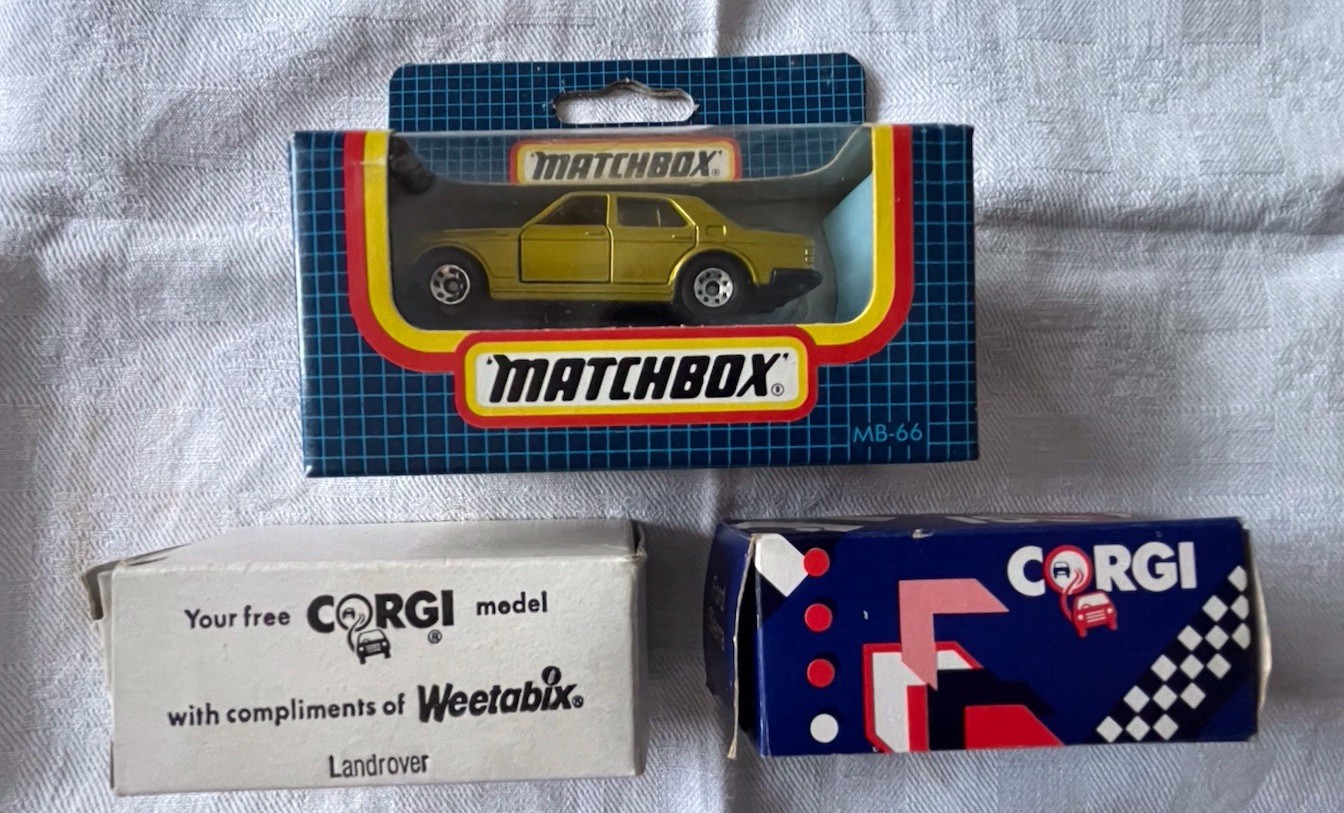 "MATCHBOX"®
"MATCHBOX"®
MB-66
Your free CORGI® model
with compliments of Weetabix®
Landrover
CORGI